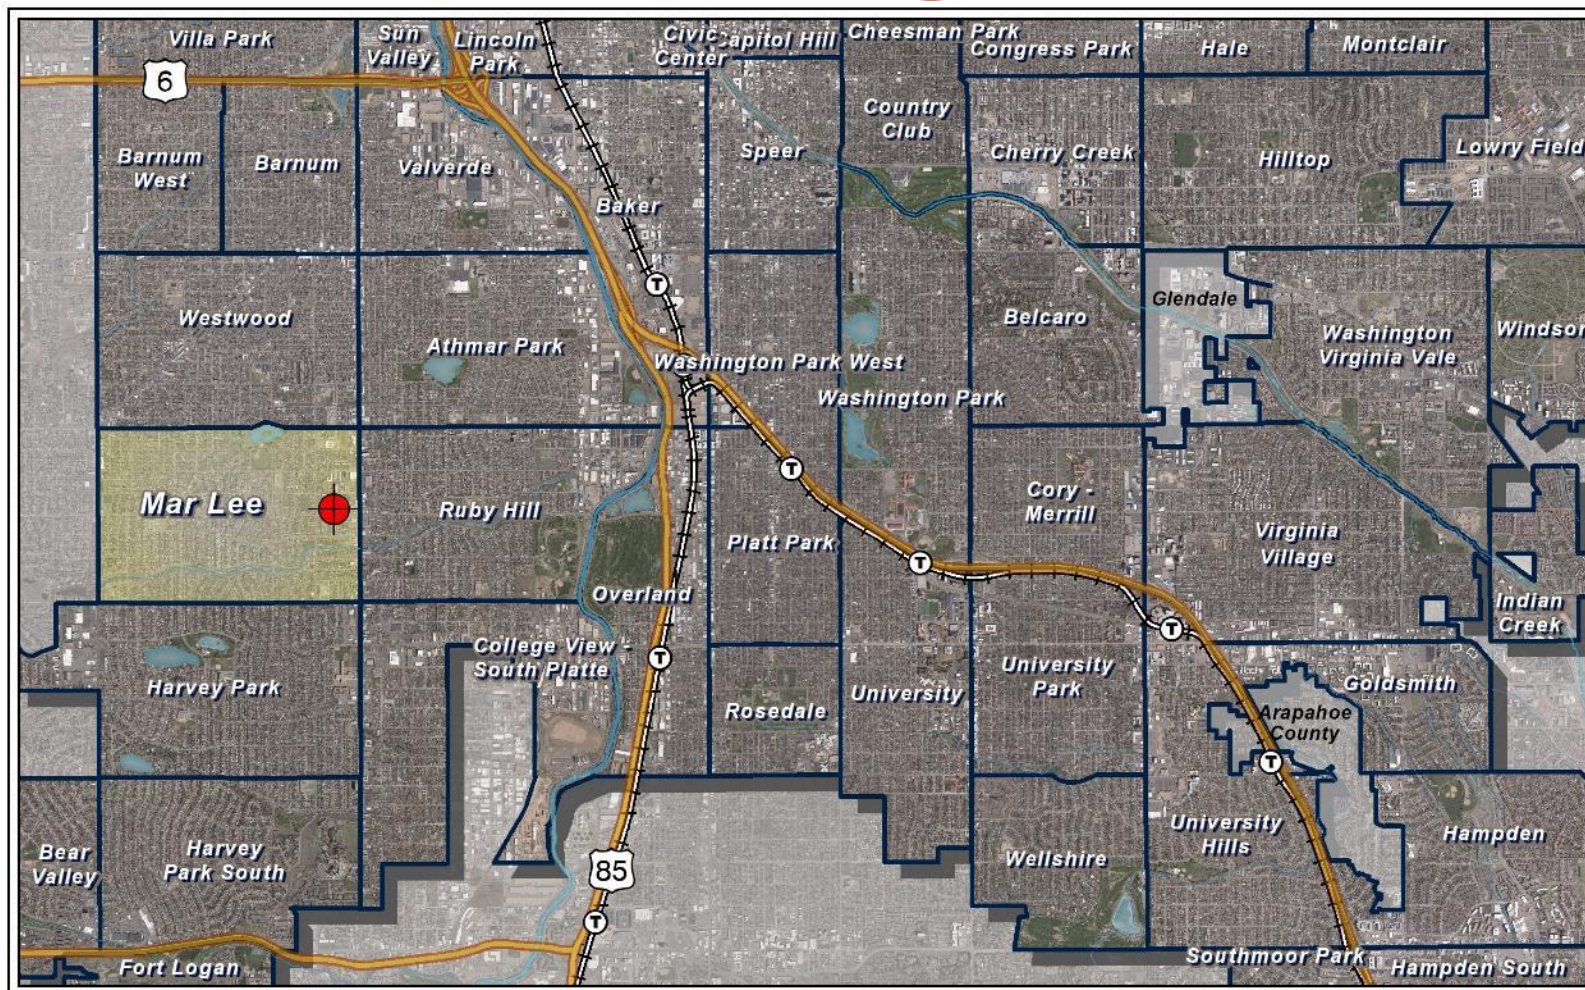 Villa Park
Sun
Valley
Lincoln
Park
Civic
Center
Capitol Hill
Cheesman Park
Congress Park
Hale
Montclair
6
Barnum
West
Barnum
Valverde
Baker
Speer
Country
Club
Cherry Creek
Hilltop
Lowry Field
T
Westwood
Athmar Park
Washington Park West
Washington Park
Belcaro
Glendale
Washington
Virginia Vale
Windsor
Mar Lee
Ruby Hill
T
Platt Park
Cory -
Merrill
Virginia
Village
T
Overland
Indian
Creek
T
Harvey Park
College View -
South Platte
T
Rosedale
University
University
Park
Goldsmith
Arapahoe
County
T
Bear
Valley
Harvey
Park South
85
Wellshire
University
Hills
Hampden
T
Fort Logan
Southmoor Park
Hampden South